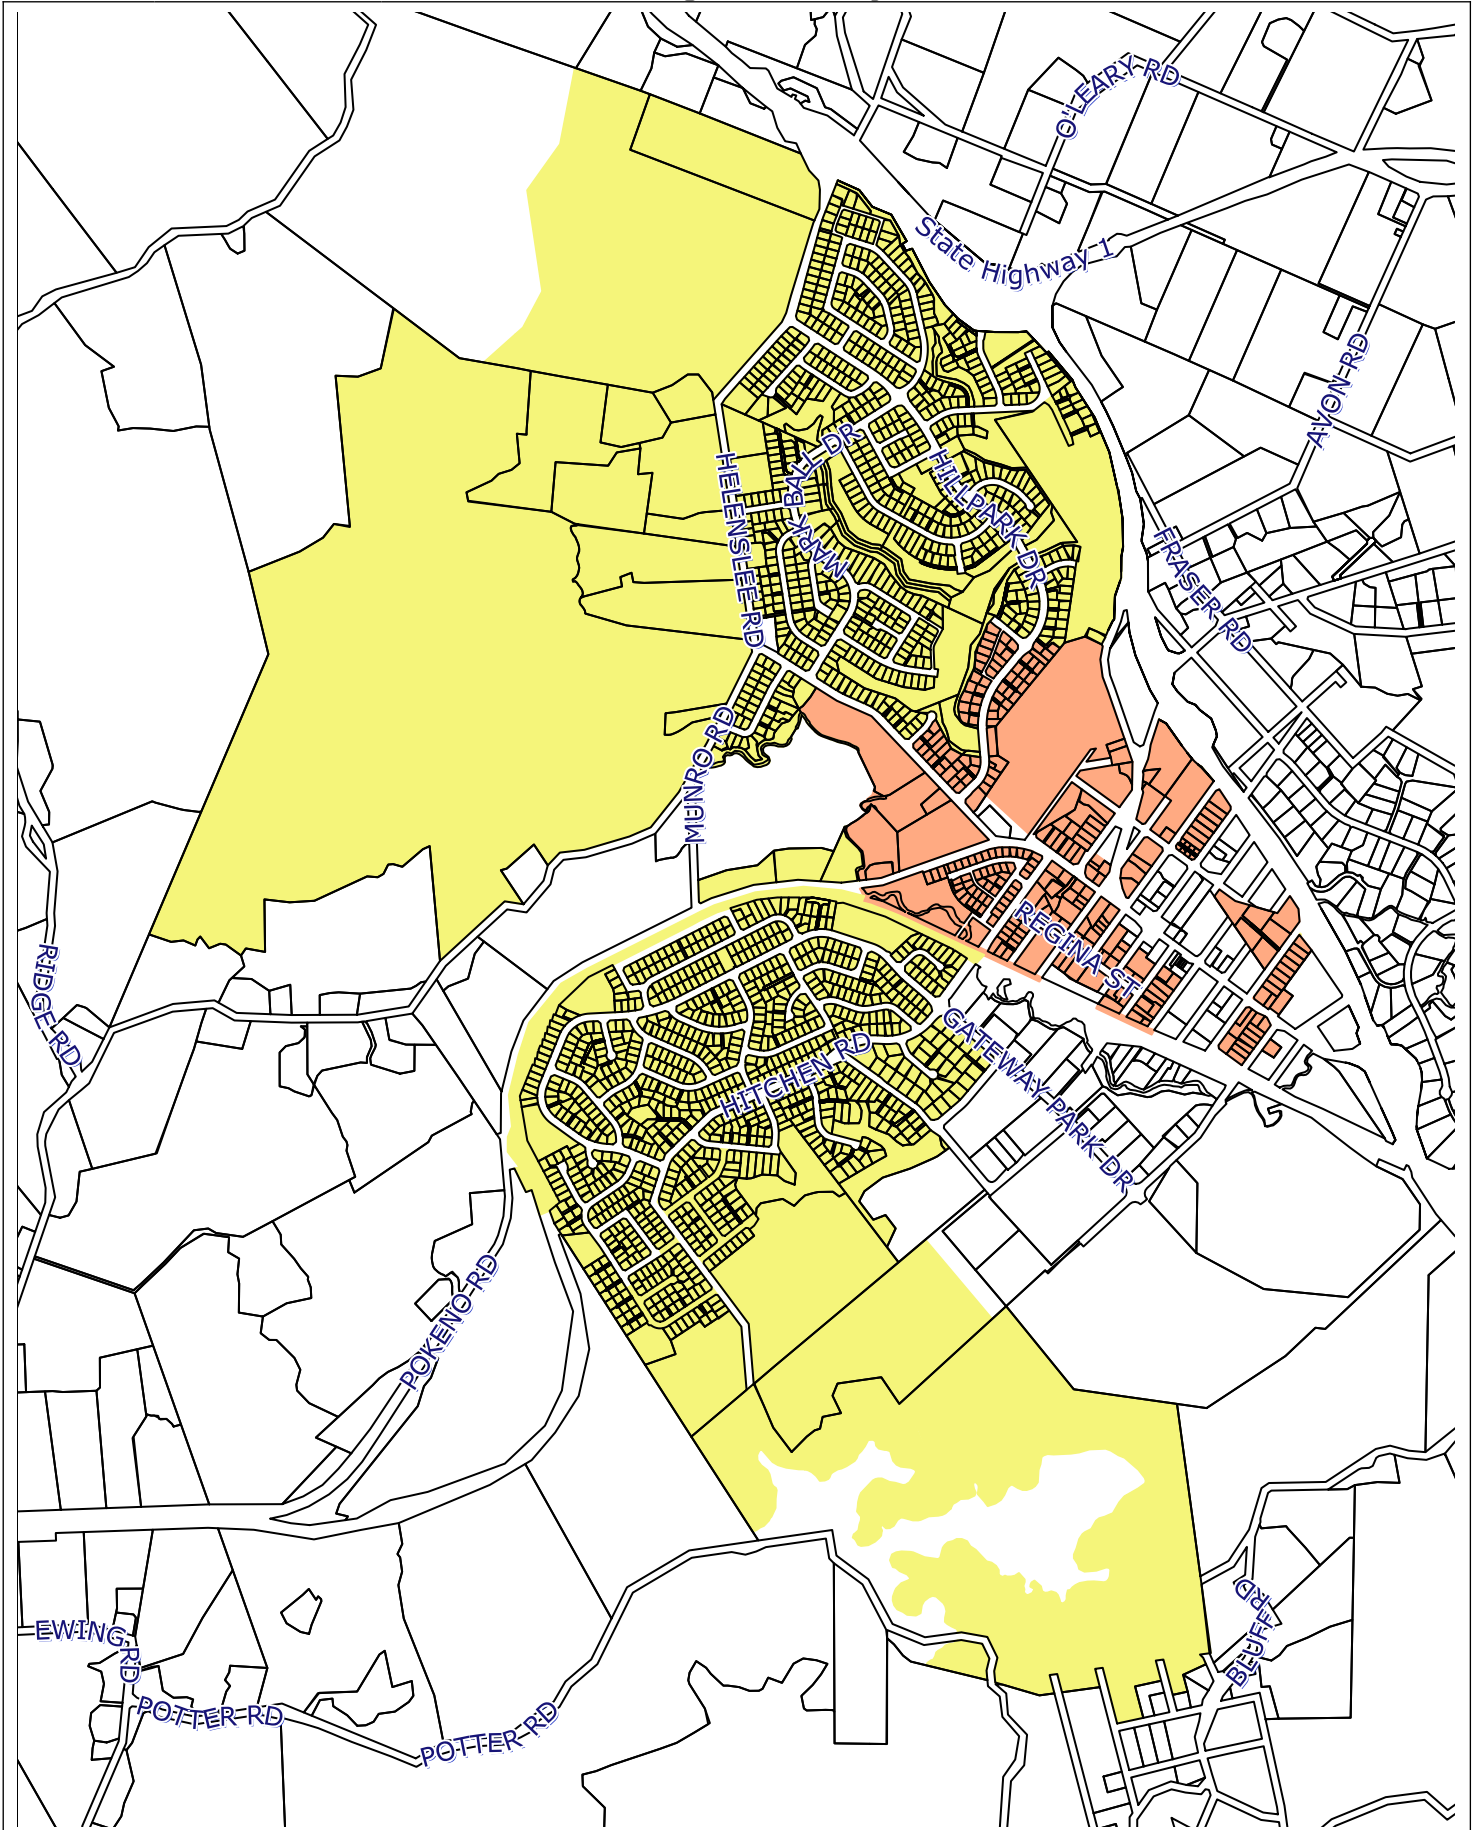 O'LEARY RD
State Highway 1
AVON RD
MARK BALL DR
HILLPARK DR
HELENSLEE RD
FRASER RD
MUNRO RD
REGINA ST
RIDGE RD
GATEWAY PARK DR
HITCHEN RD
POKENO RD
BLUFF RD
EWING RD
POTTER RD
POTTER RD